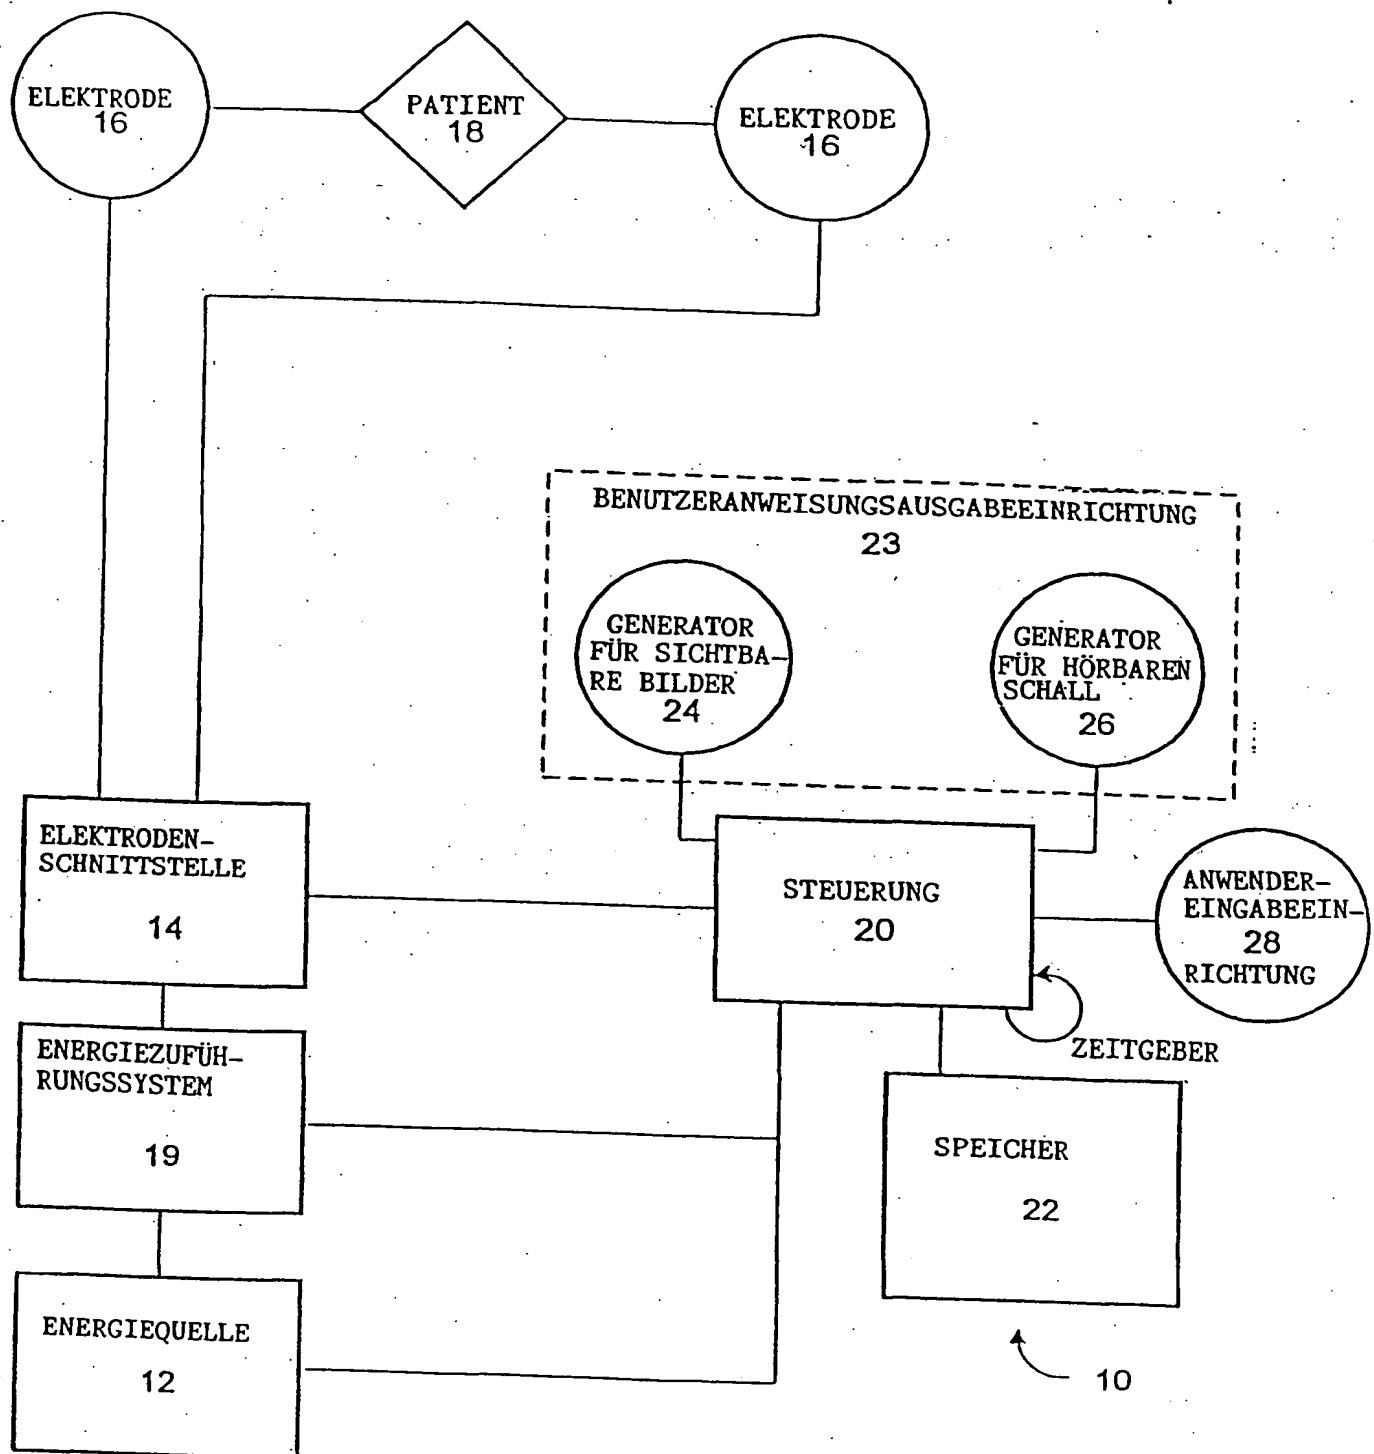 ELEKTRODE
16
PATIENT
18
ELEKTRODE
16
BENUTZERANWEISUNGSAUSGABEEINRICHTUNG
23
GENERATOR
FÜR SICHTBA-
RE BILDER
24
GENERATOR
FÜR HÖRBAREN
SCHALL
26
ELEKTRODEN-
SCHNITTSTELLE
14
STEUERUNG
20
ANWENDER-
EINGABEEIN-
28
RICHTUNG
ZEITGEBER
ENERGIEZUFÜH-
RUNGSSYSTEM
19
SPEICHER
22
ENERGIEQUELLE
12
10